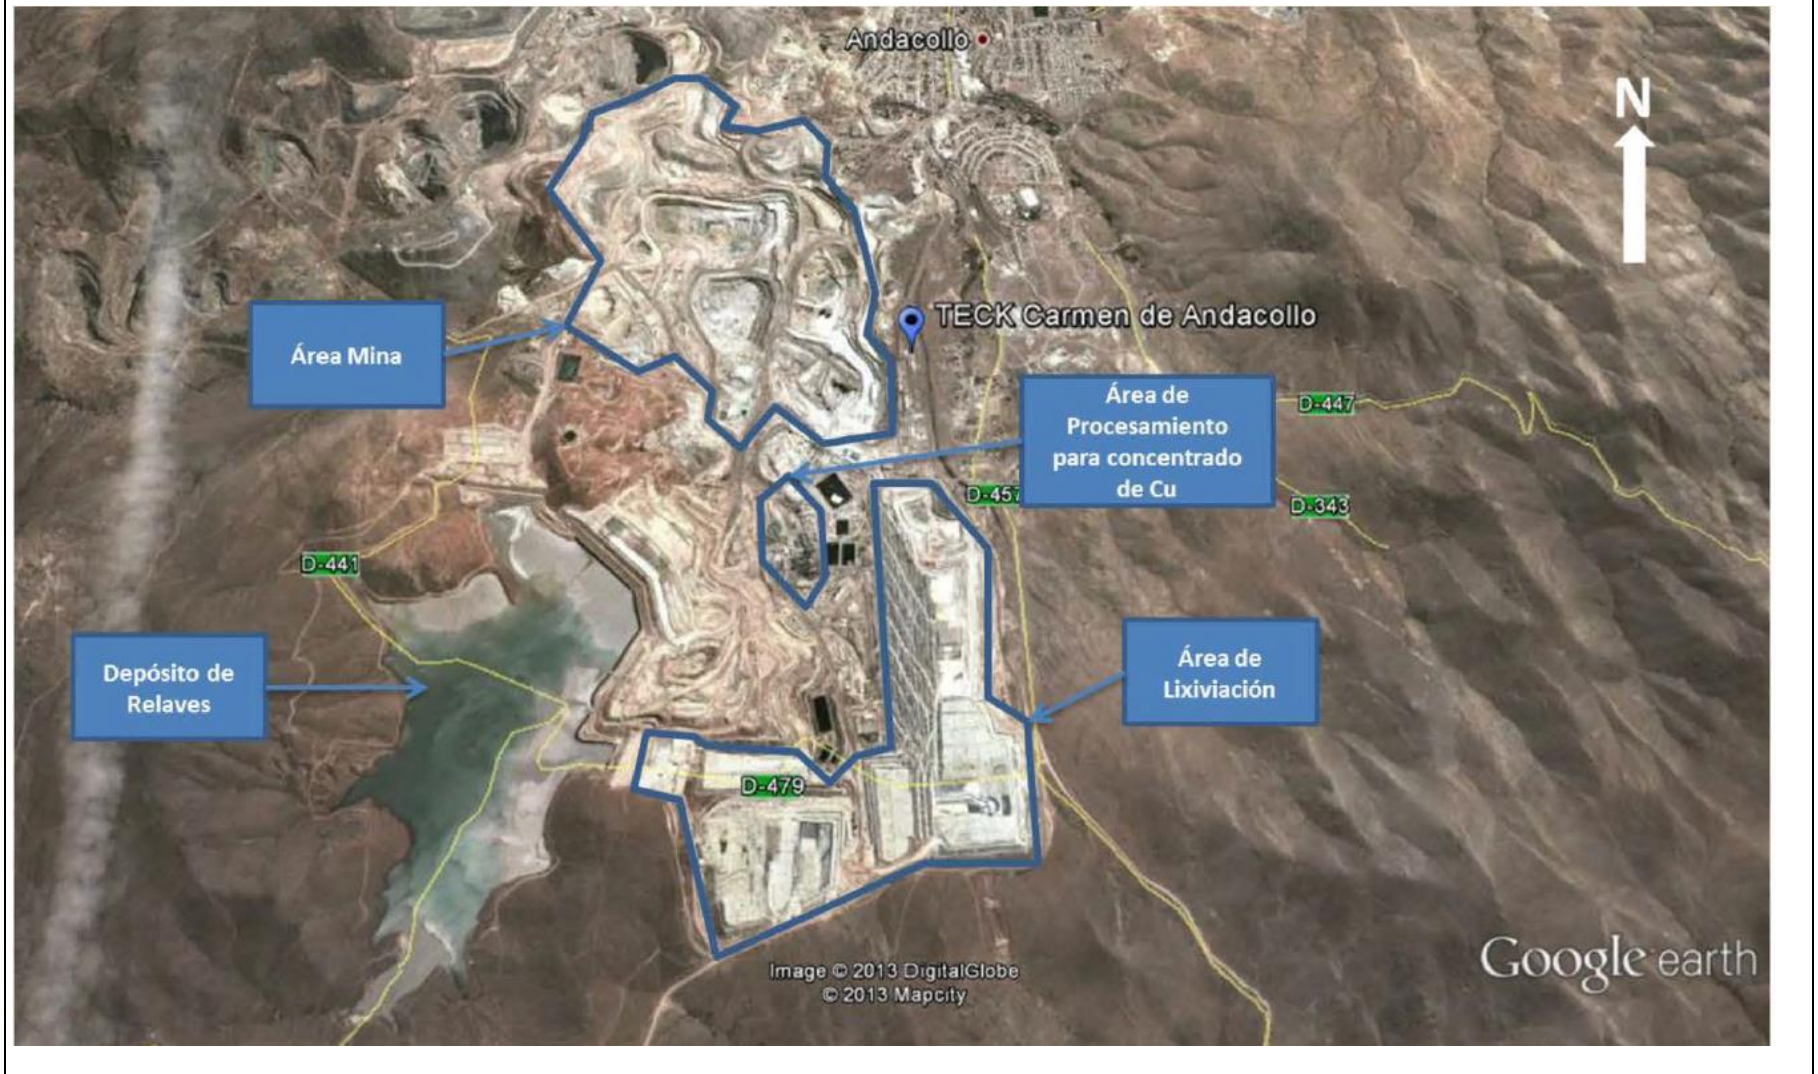 Andacollo
N
TECK Carmen de Andacollo
Área Mina
Área de
Procesamiento
para concentrado
de Cu
D-447
D-457
D-343
D-441
Depósito de
Relaves
Área de
Lixiviación
D-479
Image © 2013 DigitalGlobe
© 2013 Mapcity
Google earth